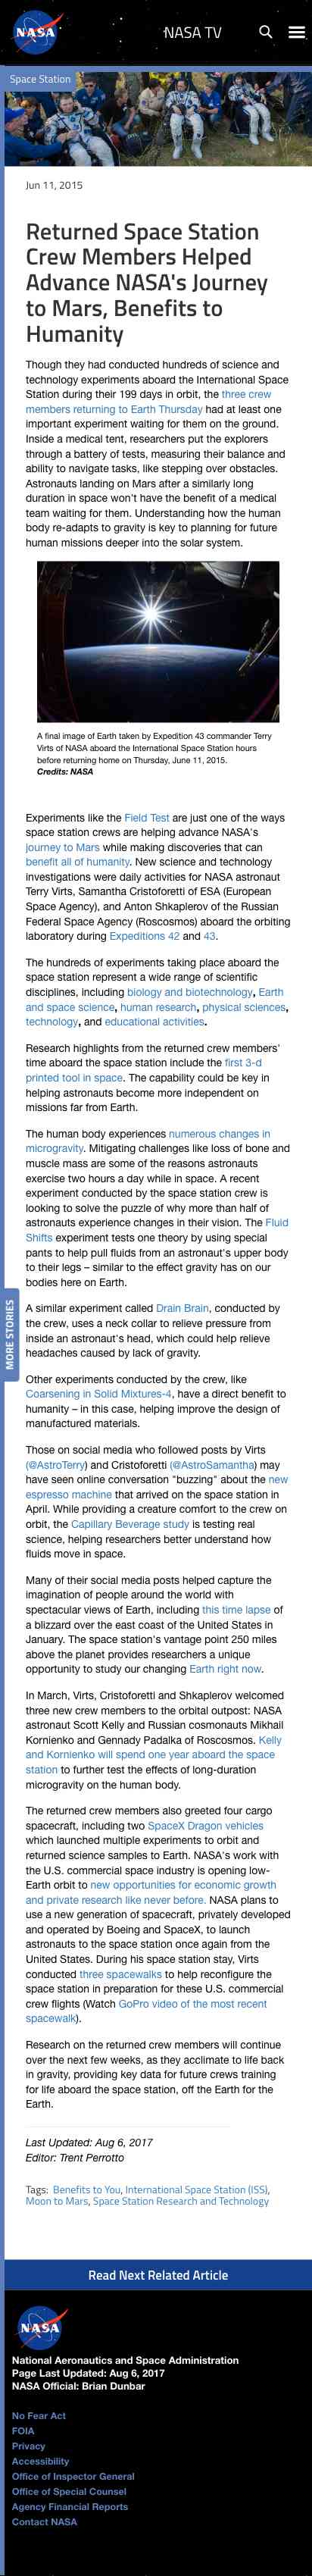 NASA
NASA TV
Space Station
Jun 11, 2015
Returned Space Station
Crew Members Helped
Advance NASA's Journey
to Mars, Benefits to
Humanity
Though they had conducted hundreds of science and
technology experiments aboard the International Space
Station during their 199 days in orbit, the three crew
members returning to Earth Thursday had at least one
important experiment waiting for them on the ground.
Inside a medical tent, researchers put the explorers
through a battery of tests, measuring their balance and
ability to navigate tasks, like stepping over obstacles.
Astronauts landing on Mars after a similarly long
duration in space won't have the benefit of a medical
team waiting for them. Understanding how the human
body re-adapts to gravity is key to planning for future
human missions deeper into the solar system.
A final image of Earth taken by Expedition 43 commander Terry
Virts of NASA aboard the International Space Station hours
before returning home on Thursday, June 11, 2015.
Credits: NASA
Experiments like the Field Test are just one of the ways
space station crews are helping advance NASA's
journey to Mars while making discoveries that can
benefit all of humanity. New science and technology
investigations were daily activities for NASA astronaut
Terry Virts, Samantha Cristoforetti of ESA (European
Space Agency), and Anton Shkaplerov of the Russian
Federal Space Agency (Roscosmos) aboard the orbiting
laboratory during Expeditions 42 and 43.
The hundreds of experiments taking place aboard the
space station represent a wide range of scientific
disciplines, including biology and biotechnology, Earth
and space science, human research, physical sciences,
technology, and educational activities.
Research highlights from the returned crew members'
time aboard the space station include the first 3-d
printed tool in space. The capability could be key in
helping astronauts become more independent on
missions far from Earth.
The human body experiences numerous changes in
microgravity. Mitigating challenges like loss of bone and
muscle mass are some of the reasons astronauts
exercise two hours a day while in space. A recent
experiment conducted by the space station crew is
looking to solve the puzzle of why more than half of
astronauts experience changes in their vision. The Fluid
Shifts experiment tests one theory by using special
pants to help pull fluids from an astronaut's upper body
to their legs – similar to the effect gravity has on our
bodies here on Earth.
MORE STORIES
A similar experiment called Drain Brain, conducted by
the crew, uses a neck collar to relieve pressure from
inside an astronaut's head, which could help relieve
headaches caused by lack of gravity.
Other experiments conducted by the crew, like
Coarsening in Solid Mixtures-4, have a direct benefit to
humanity – in this case, helping improve the design of
manufactured materials.
Those on social media who followed posts by Virts
(@AstroTerry) and Cristoforetti (@AstroSamantha) may
have seen online conversation "buzzing" about the new
espresso machine that arrived on the space station in
April. While providing a creature comfort to the crew on
orbit, the Capillary Beverage study is testing real
science, helping researchers better understand how
fluids move in space.
Many of their social media posts helped capture the
imagination of people around the world with
spectacular views of Earth, including this time lapse of
a blizzard over the east coast of the United States in
January. The space station's vantage point 250 miles
above the planet provides researchers a unique
opportunity to study our changing Earth right now.
In March, Virts, Cristoforetti and Shkaplerov welcomed
three new crew members to the orbital outpost: NASA
astronaut Scott Kelly and Russian cosmonauts Mikhail
Kornienko and Gennady Padalka of Roscosmos. Kelly
and Kornienko will spend one year aboard the space
station to further test the effects of long-duration
microgravity on the human body.
The returned crew members also greeted four cargo
spacecraft, including two SpaceX Dragon vehicles
which launched multiple experiments to orbit and
returned science samples to Earth. NASA's work with
the U.S. commercial space industry is opening low-
Earth orbit to new opportunities for economic growth
and private research like never before. NASA plans to
use a new generation of spacecraft, privately developed
and operated by Boeing and SpaceX, to launch
astronauts to the space station once again from the
United States. During his space station stay, Virts
conducted three spacewalks to help reconfigure the
space station in preparation for these U.S. commercial
crew flights (Watch GoPro video of the most recent
spacewalk).
Research on the returned crew members will continue
over the next few weeks, as they acclimate to life back
in gravity, providing key data for future crews training
for life aboard the space station, off the Earth for the
Earth.
Last Updated: Aug 6, 2017
Editor: Trent Perrotto
Tags: Benefits to You, International Space Station (ISS),
Moon to Mars, Space Station Research and Technology
Read Next Related Article
NASA
National Aeronautics and Space Administration
Page Last Updated: Aug 6, 2017
NASA Official: Brian Dunbar
No Fear Act
FOIA
Privacy
Accessibility
Office of Inspector General
Office of Special Counsel
Agency Financial Reports
Contact NASA